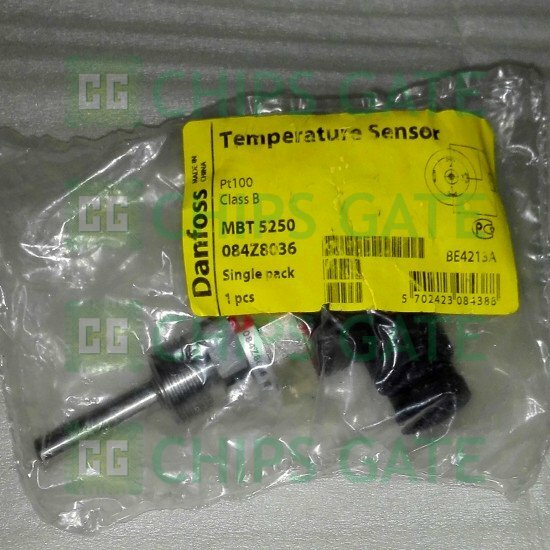 CHIPS GATE
Temperature Sensor
Danfoss
MADE IN
CHINA
Pt100
Class B
MBT 5250
084Z8036
Single pack
1 pcs
BE4213A
5 702423 084386
CHIPS GATE
CHIPS GATE
CHIPS GATE